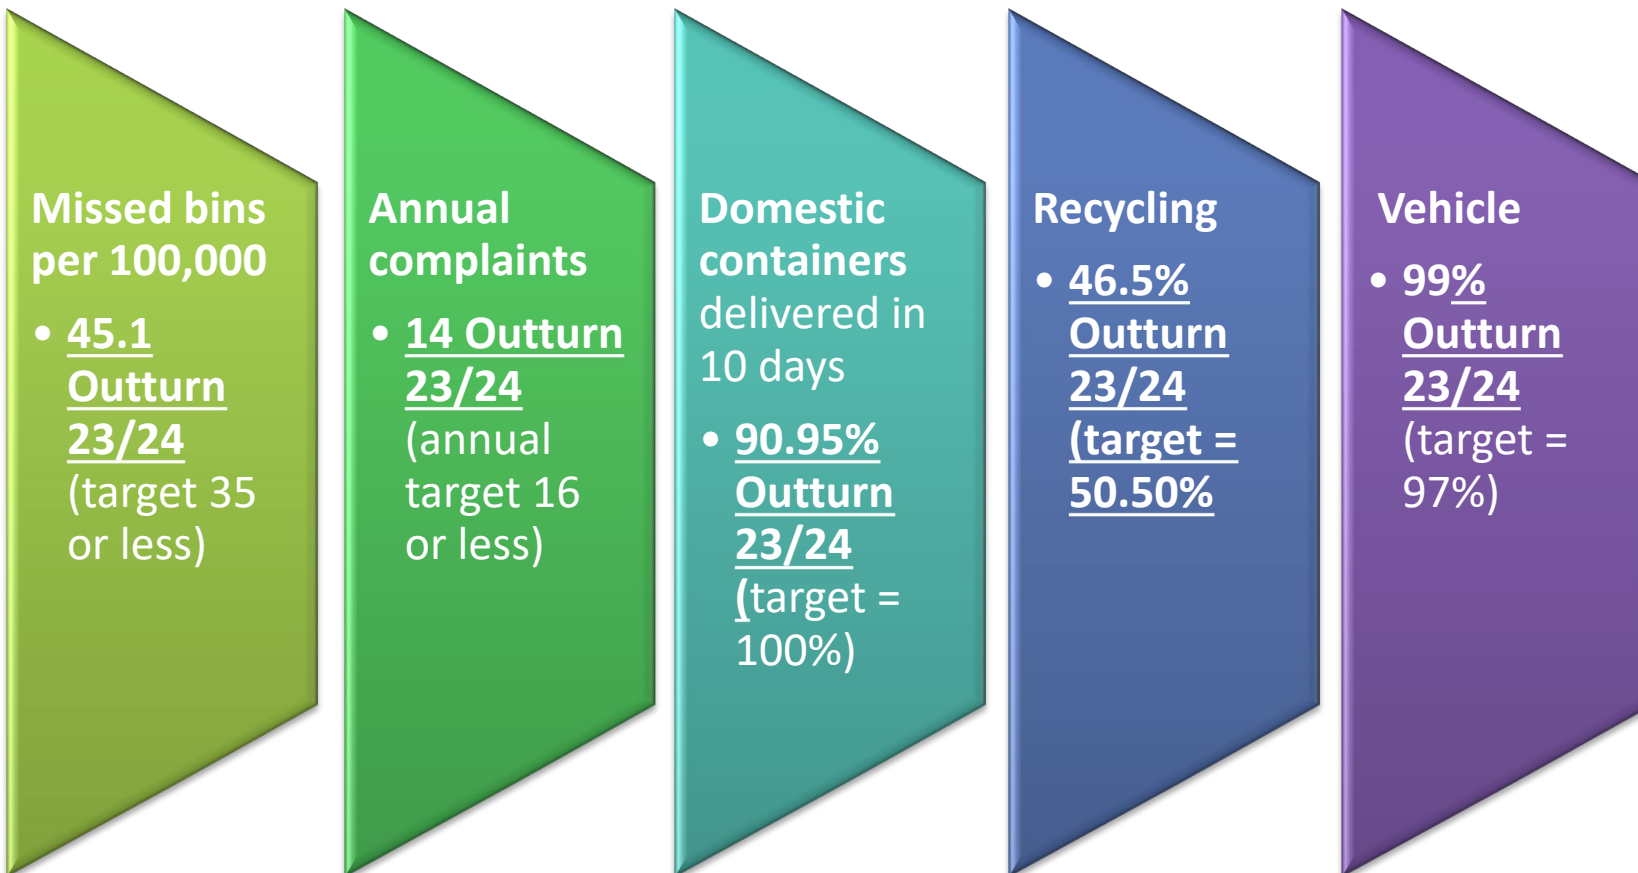 Missed bins
per 100,000
• 45.1
Outturn
23/24
(target 35
or less)
Annual
complaints
• 14 Outturn
23/24
(annual
target 16
or less)
Domestic
containers
delivered in
10 days
• 90.95%
Outturn
23/24
(target =
100%)
Recycling
• 46.5%
Outturn
23/24
(target =
50.50%
Vehicle
• 99%
Outturn
23/24
(target =
97%)